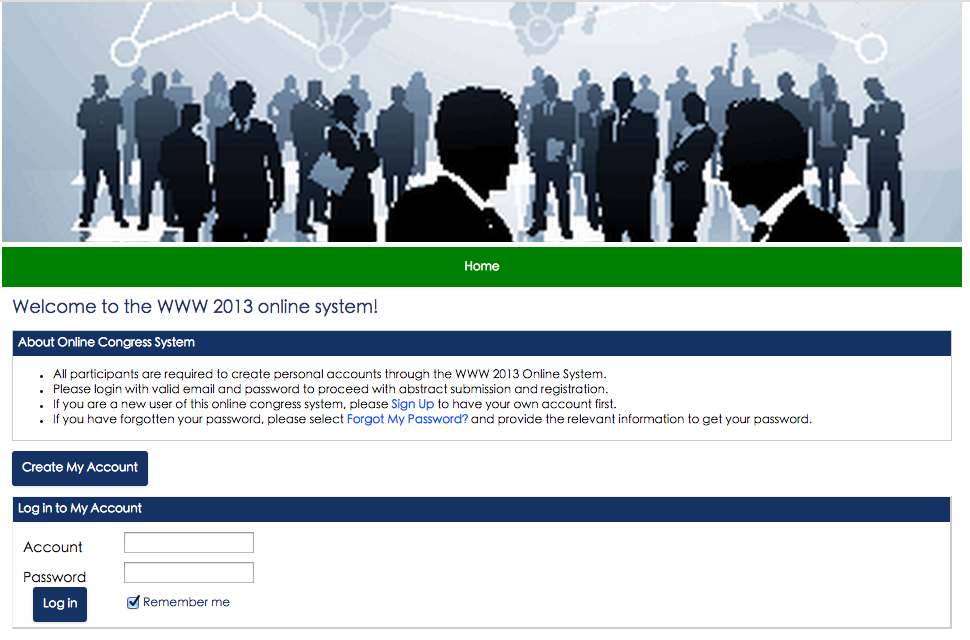 Home
Welcome to the WWW 2013 online system!
About Online Congress System
All participants are required to create personal accounts through the WWW 2013 Online System.
Please login with valid email and password to proceed with abstract submission and registration.
If you are a new user of this online congress system, please Sign Up to have your own account first.
If you have forgotten your password, please select Forgot My Password? and provide the relevant information to get your password.
Create My Account
Log in to My Account
Account
Password
Log in
Remember me